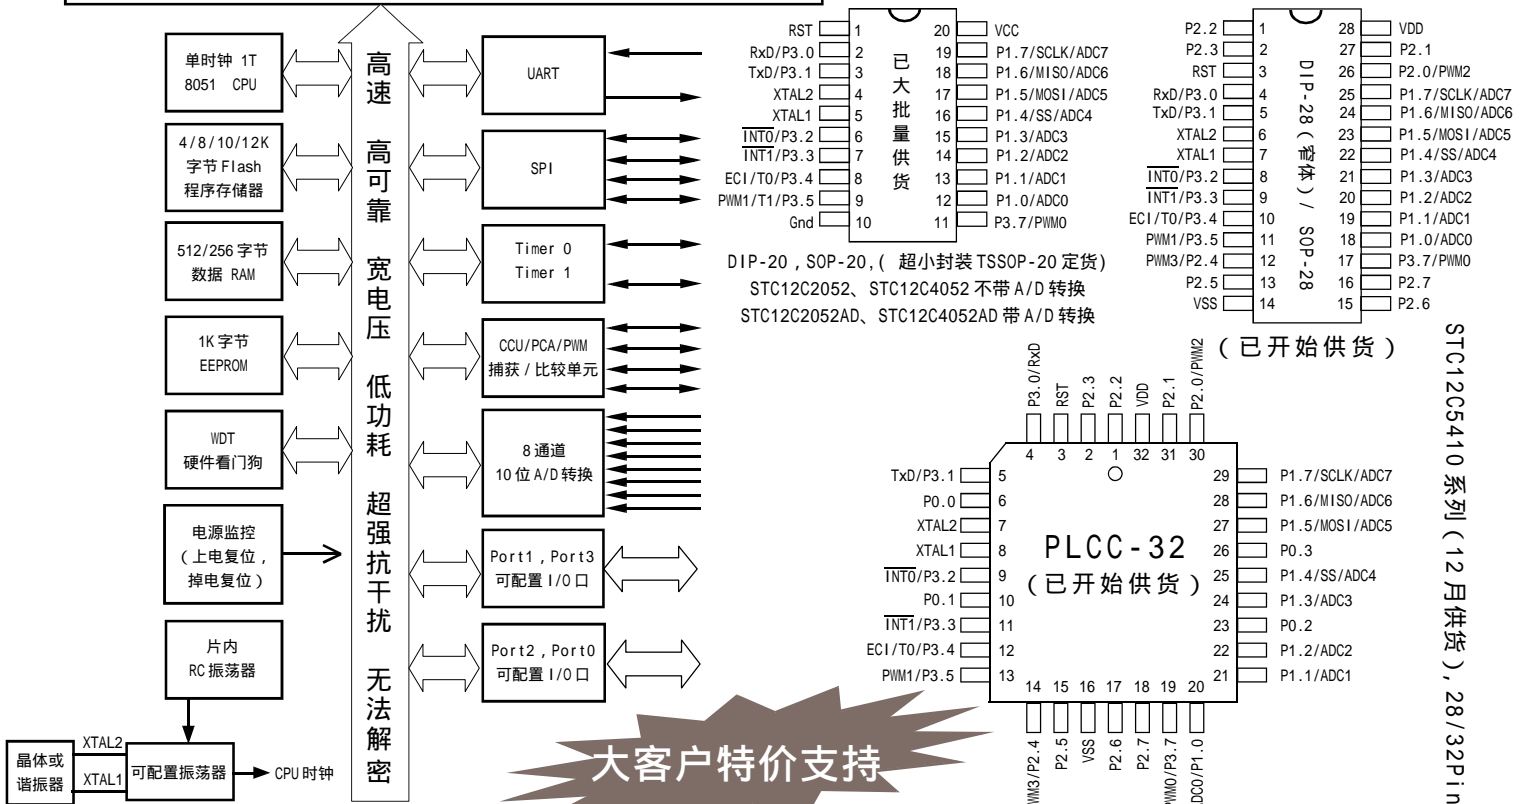 单时钟 1T
8051 CPU
4/8/10/12K
字节 Flash
程序存储器
512/256 字节
数据 RAM
1K 字节
EEPROM
WDT
硬件看门狗
电源监控
(上电复位,
掉电复位)
片内
RC 振荡器
晶体或
谐振器
XTAL2
XTAL1
可配置振荡器
CPU 时钟
高速 高可靠 宽电压 低功耗 超强抗干扰 无法解密
UART
SPI
Timer 0
Timer 1
CCU/PCA/PWM
捕获 / 比较单元
8 通道
10 位 A/D 转换
Port1 , Port3
可配置 I/O 口
Port2 , Port0
可配置 I/O 口
大客户特价支持
已大批量供货
RST 1 20 VCC
RxD/P3.0 2 19 P1.7/SCLK/ADC7
TxD/P3.1 3 18 P1.6/MISO/ADC6
XTAL2 4 17 P1.5/MOSI/ADC5
XTAL1 5 16 P1.4/SS/ADC4
INT0/P3.2 6 15 P1.3/ADC3
INT1/P3.3 7 14 P1.2/ADC2
ECI/T0/P3.4 8 13 P1.1/ADC1
PWM1/T1/P3.5 9 12 P1.0/ADC0
Gnd 10 11 P3.7/PWM0
DIP-20 , SOP-20,( 超小封装 TSSOP-20 定货)
STC12C2052、STC12C4052 不带 A/D 转换
STC12C2052AD、STC12C4052AD 带 A/D 转换
DIP-28(窄体)/ SOP-28
P2.2 1 28 VDD
P2.3 2 27 P2.1
RST 3 26 P2.0/PWM2
RxD/P3.0 4 25 P1.7/SCLK/ADC7
TxD/P3.1 5 24 P1.6/MISO/ADC6
XTAL2 6 23 P1.5/MOSI/ADC5
XTAL1 7 22 P1.4/SS/ADC4
INT0/P3.2 8 21 P1.3/ADC3
INT1/P3.3 9 20 P1.2/ADC2
ECI/T0/P3.4 10 19 P1.1/ADC1
PWM1/P3.5 11 18 P1.0/ADC0
PWM3/P2.4 12 17 P3.7/PWM0
P2.5 13 16 P2.7
VSS 14 15 P2.6
(已开始供货)
P3.0/RxD RST P2.3 P2.2 VDD P2.1 P2.0/PWM2
4 3 2 1 32 31 30
TxD/P3.1 5 29 P1.7/SCLK/ADC7
P0.0 6 28 P1.6/MISO/ADC6
XTAL2 7 27 P1.5/MOSI/ADC5
XTAL1 8 26 P0.3
INT0/P3.2 9 25 P1.4/SS/ADC4
P0.1 10 24 P1.3/ADC3
INT1/P3.3 11 23 P0.2
ECI/T0/P3.4 12 22 P1.2/ADC2
PWM1/P3.5 13 21 P1.1/ADC1
PLCC-32
(已开始供货)
14 15 16 17 18 19 20
WM3/P2.4 P2.5 VSS P2.6 P2.7 WM0/P3.7 DC0/P1.0
STC12C5410 系列(12 月供货), 28/32Pin